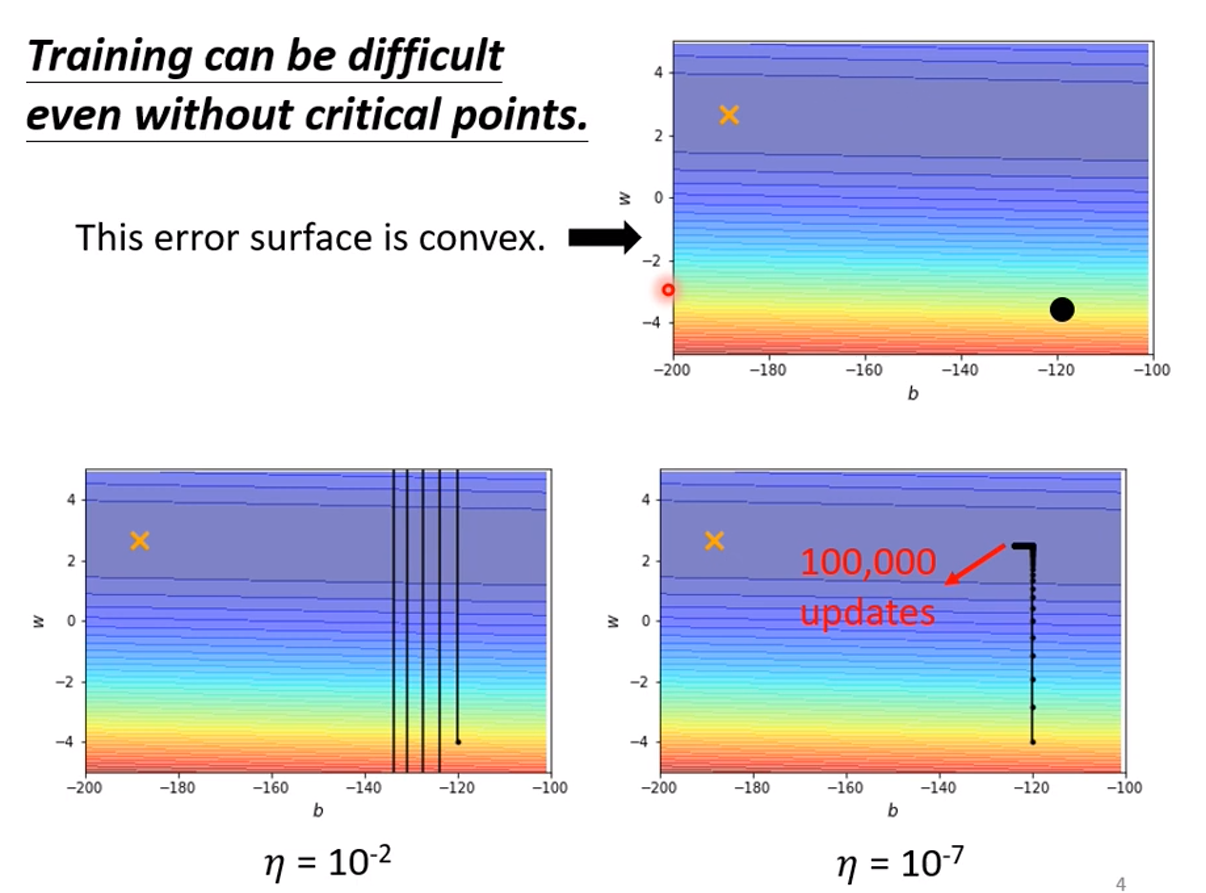 Training can be difficult
even without critical points.
This error surface is convex.
4
2
0
−2
−4
w
−200
−180
−160
−140
−120
−100
b
4
2
0
−2
−4
w
−200
−180
−160
−140
−120
−100
b
η = 10-2
4
2
0
−2
−4
w
100,000
updates
−200
−180
−160
−140
−120
−100
b
η = 10-7
4